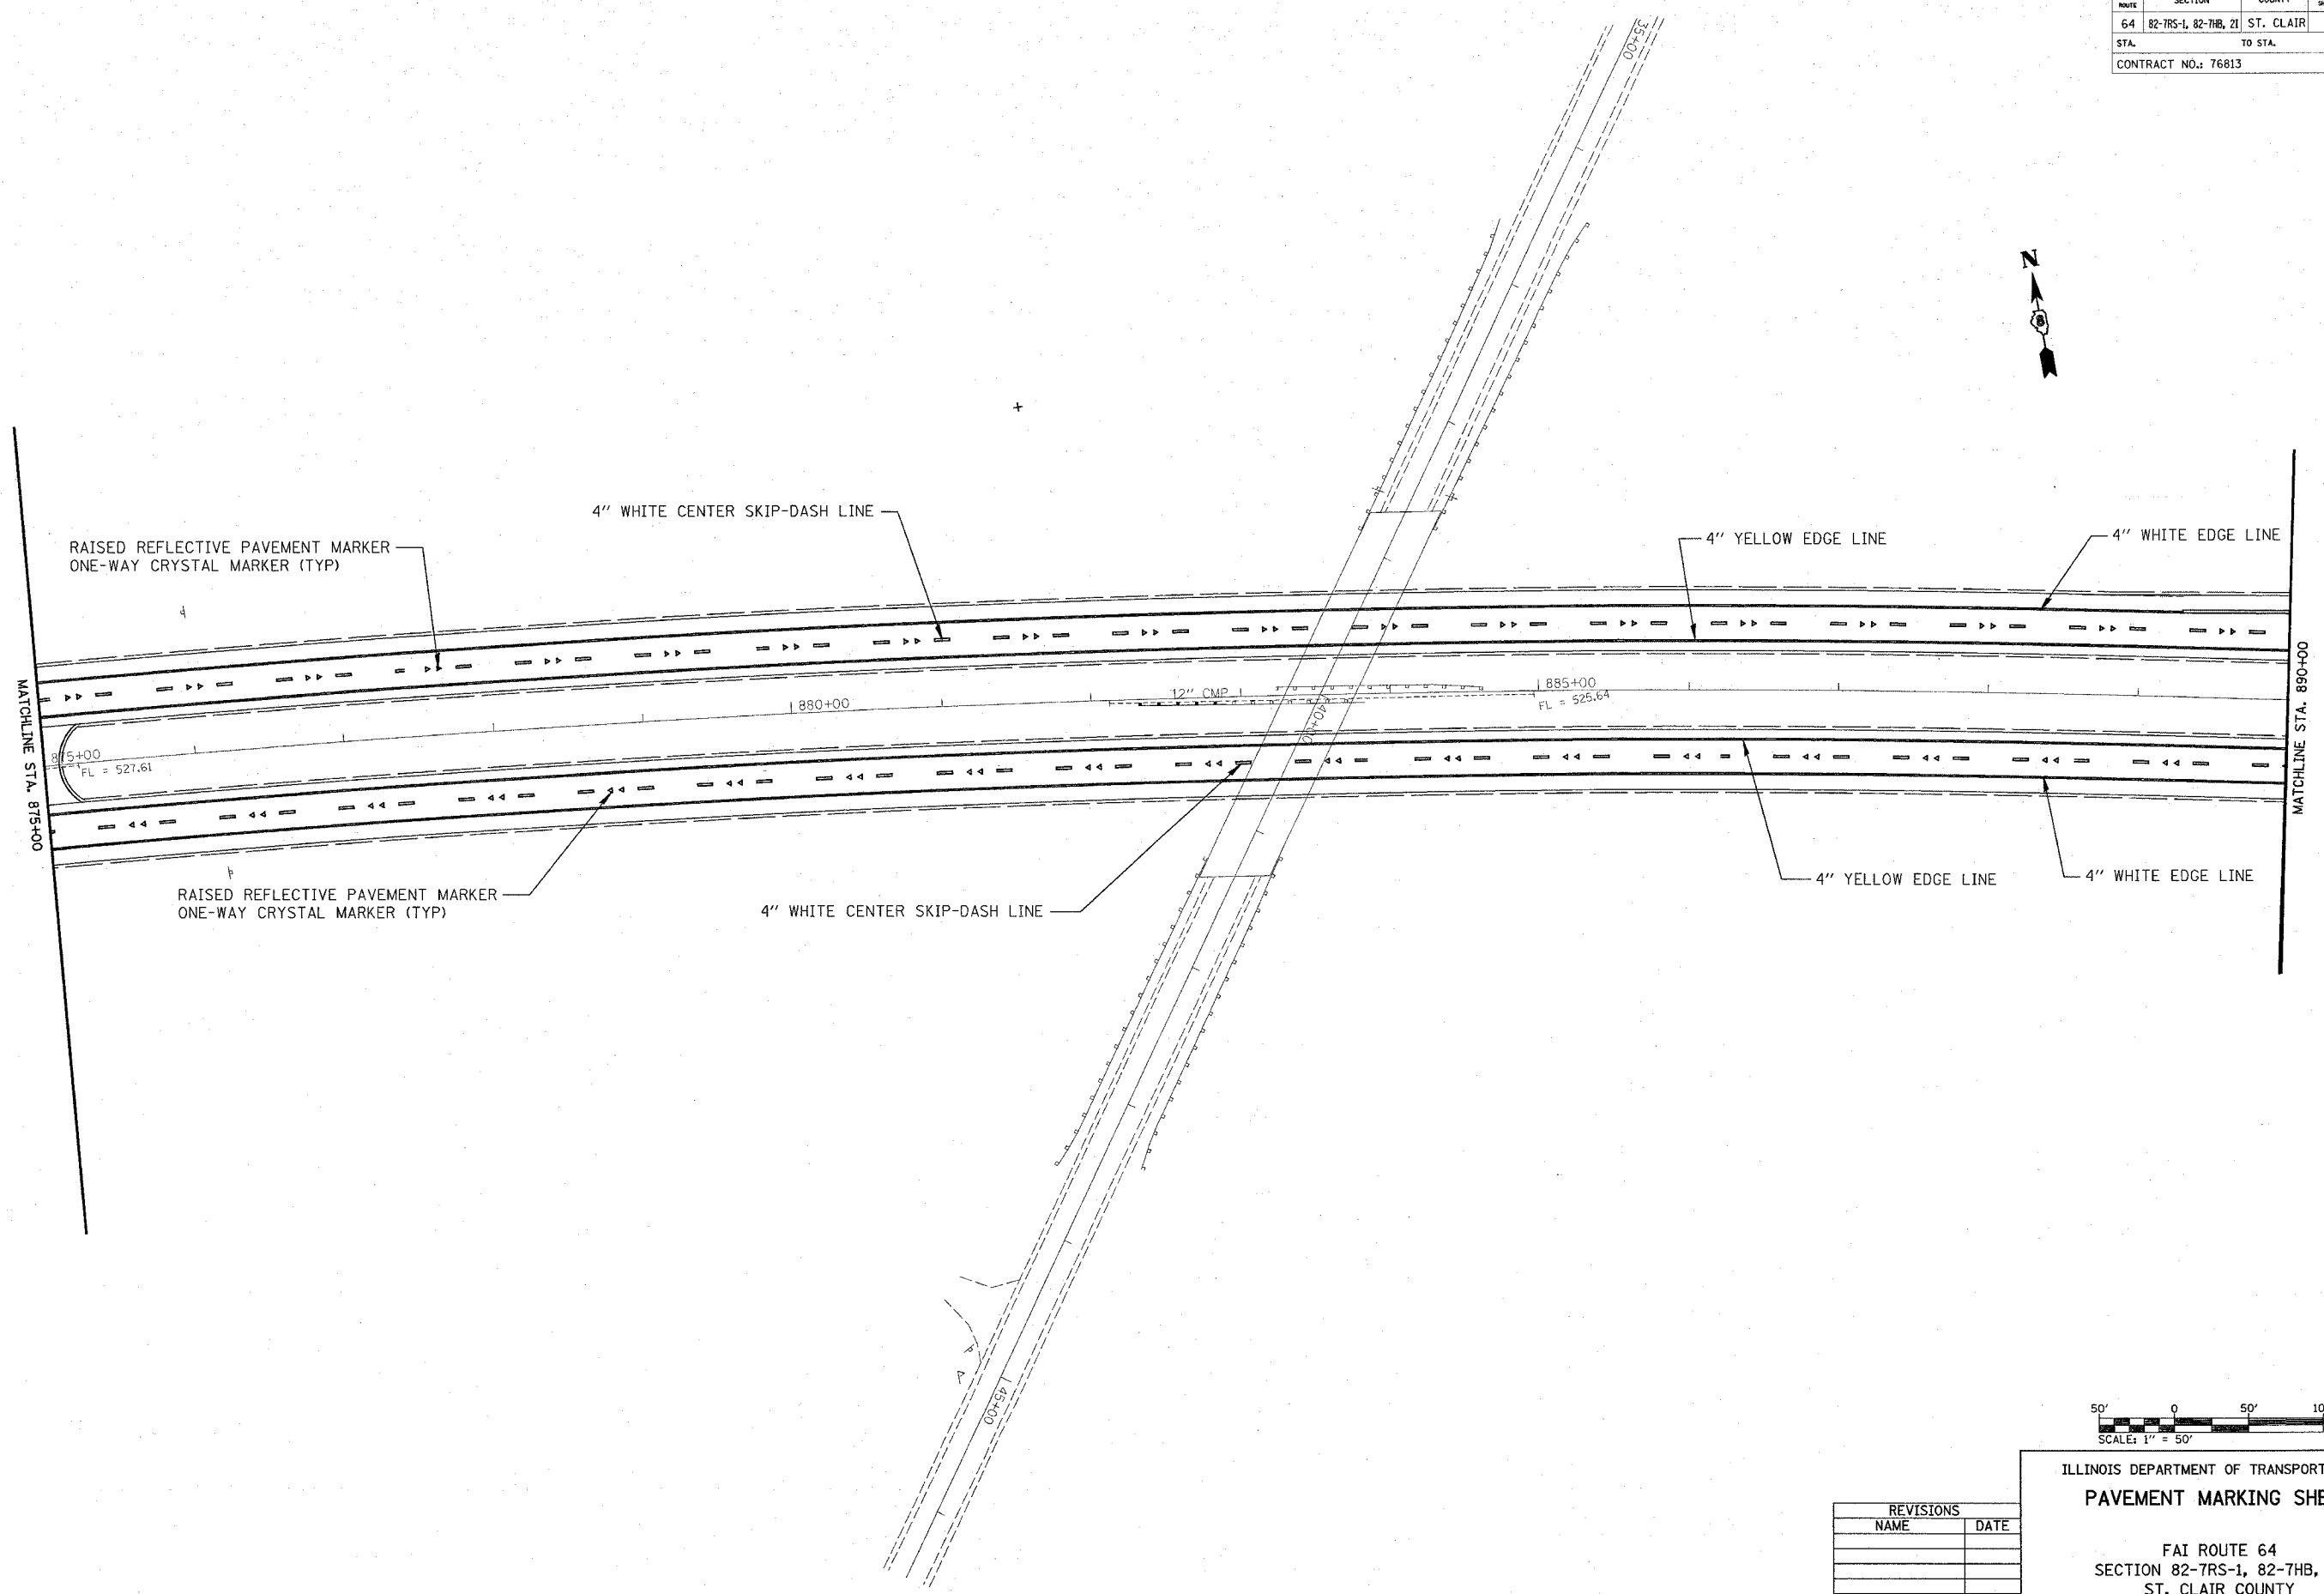 ROUTE SECTION COUNTY
64 82-7RS-1, 82-7HB, 21 ST. CLAIR
STA. TO STA.
CONTRACT NO.: 76813
35+00
N
4" WHITE CENTER SKIP-DASH LINE
RAISED REFLECTIVE PAVEMENT MARKER
ONE-WAY CRYSTAL MARKER (TYP)
4" YELLOW EDGE LINE
4" WHITE EDGE LINE
MATCHLINE STA. 875+00
MATCHLINE STA. 890+00
875+00
FL = 527.61
880+00
12" CMP
40+00
885+00
FL = 525.64
RAISED REFLECTIVE PAVEMENT MARKER
ONE-WAY CRYSTAL MARKER (TYP)
4" WHITE CENTER SKIP-DASH LINE
4" YELLOW EDGE LINE
4" WHITE EDGE LINE
45+00
50' 0 50' 10
SCALE: 1" = 50'
ILLINOIS DEPARTMENT OF TRANSPORT
PAVEMENT MARKING SHE
REVISIONS
NAME DATE
FAI ROUTE 64
SECTION 82-7RS-1, 82-7HB,
ST. CLAIR COUNTY